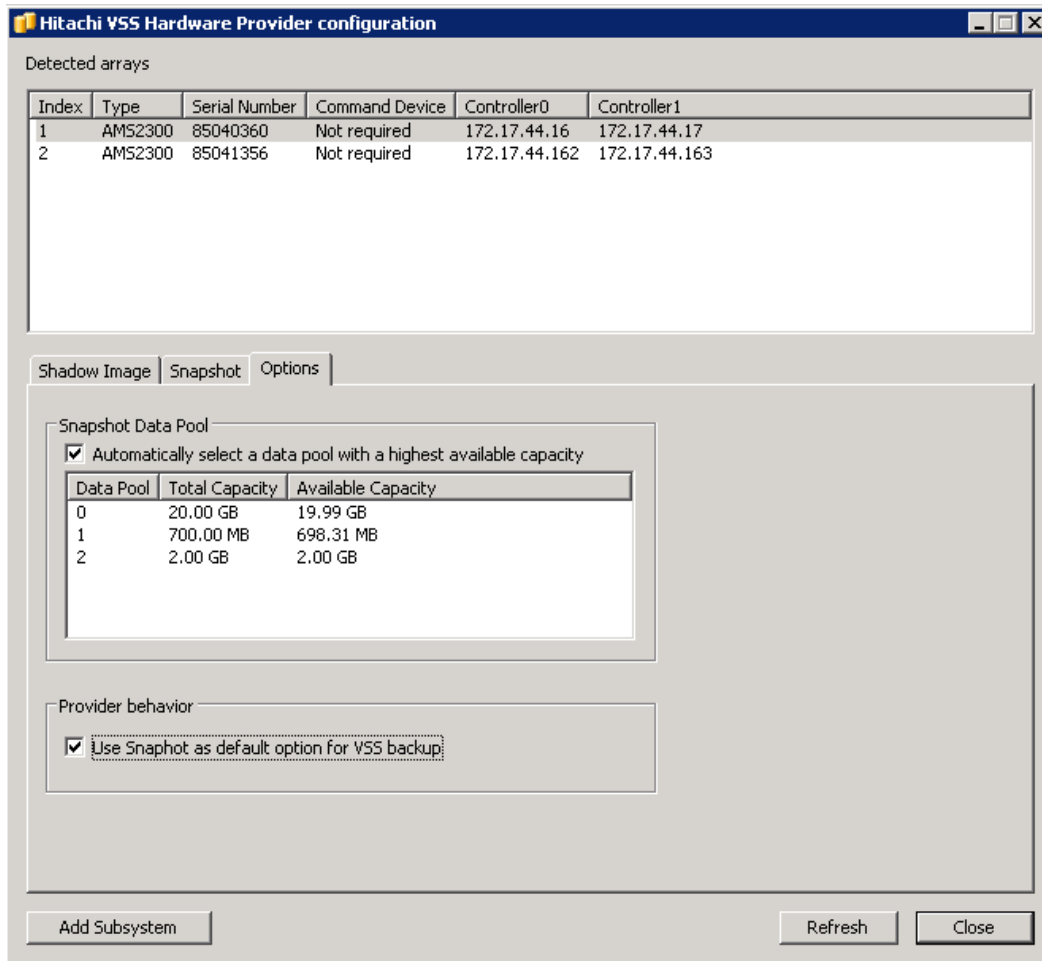 Hitachi VSS Hardware Provider configuration
Detected arrays
Index Type Serial Number Command Device Controller0 Controller1
1 AMS2300 85040360 Not required 172.17.44.16 172.17.44.17
2 AMS2300 85041356 Not required 172.17.44.162 172.17.44.163
Shadow Image Snapshot Options
Snapshot Data Pool
Automatically select a data pool with a highest available capacity
Data Pool Total Capacity Available Capacity
0 20.00 GB 19.99 GB
1 700.00 MB 698.31 MB
2 2.00 GB 2.00 GB
Provider behavior
Use Snaphot as default option for VSS backup
Add Subsystem Refresh Close